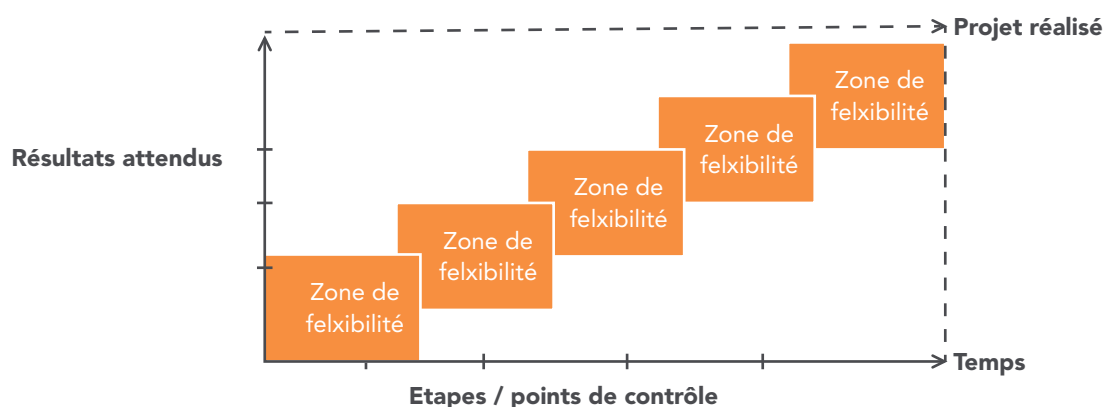 Projet réalisé
Zone de
felxibilité
Zone de
felxibilité
Résultats attendus
Zone de
felxibilité
Zone de
felxibilité
Zone de
felxibilité
Temps
Etapes / points de contrôle